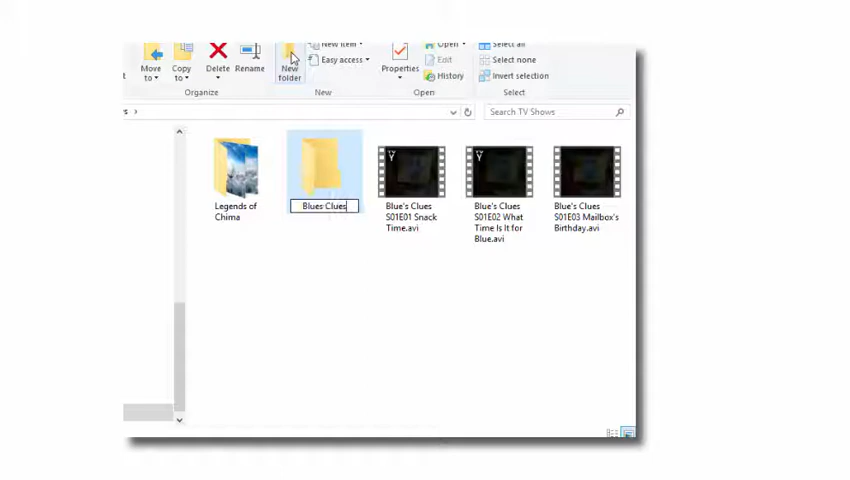 New item
Open
Select all
Easy access
Edit
Select none
Move to
Copy to
Delete
Rename
New folder
Properties
History
Invert selection
Organize
New
Open
Select
s
Search TV Shows
Legends of
Chima
Blues Clues
Blue's Clues
S01E01 Snack
Time.avi
Blue's Clues
S01E02 What
Time Is It for
Blue.avi
Blue's Clues
S01E03 Mailbox's
Birthday.avi